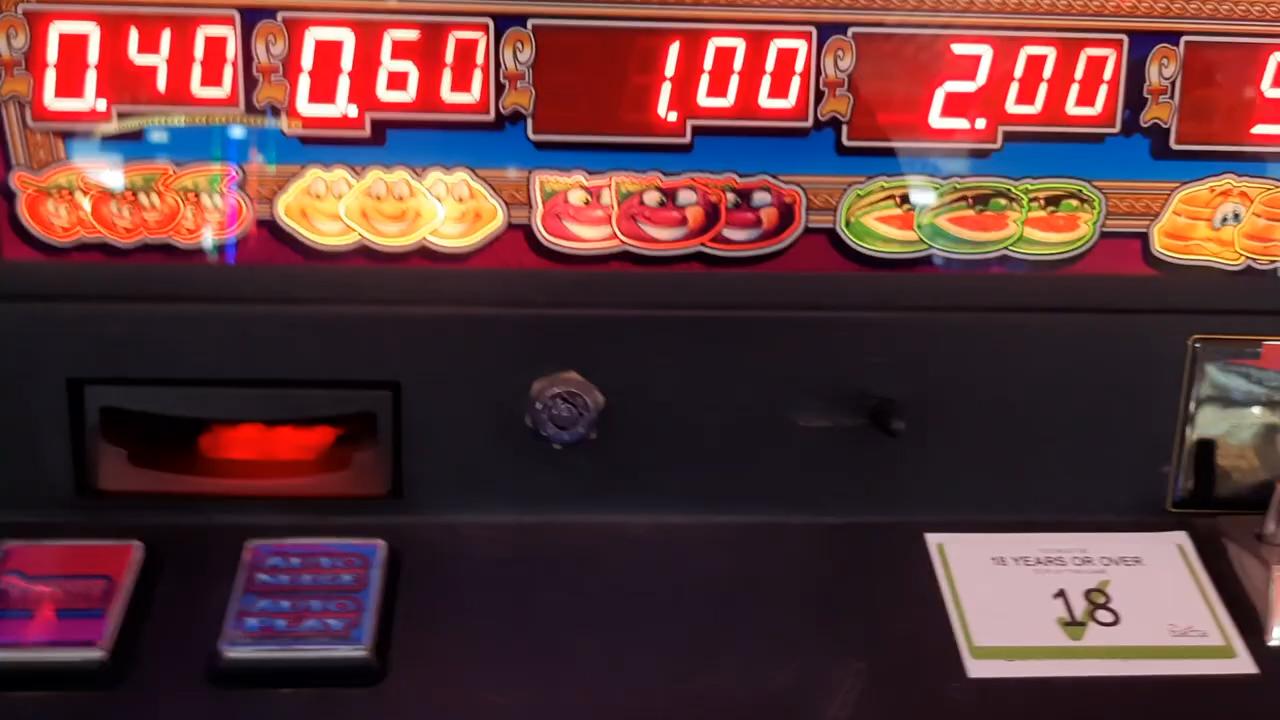 £ 0.40 £ 0.60 £ 1.00 £ 2.00 £
AUTO
NUDGE
AUTO
PLAY
18 YEARS OR OVER
18